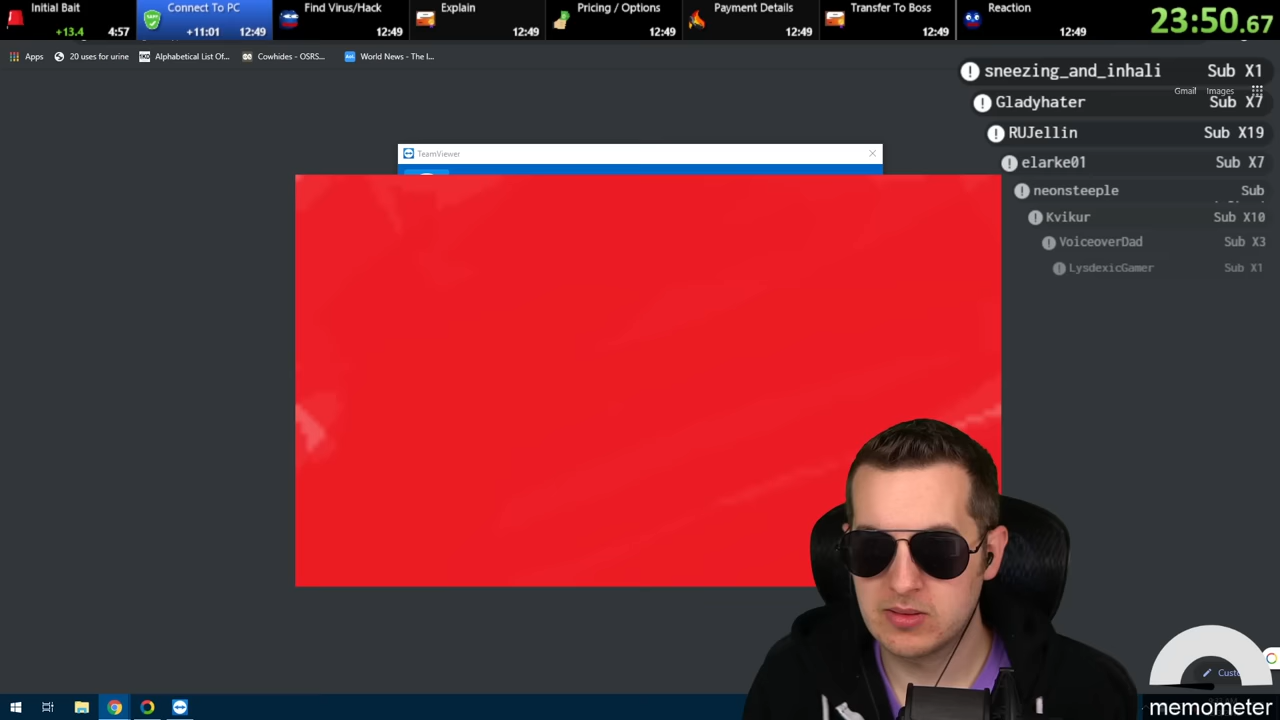 Initial Bait
+13.4 4:57
Connect To PC
+11:01 12:49
Find Virus/Hack
12:49
Explain
12:49
Pricing / Options
12:49
Payment Details
12:49
Transfer To Boss
12:49
Reaction
12:49
23:50.67
Apps
20 uses for urine
Alphabetical List Of...
Cowhides - OSRS...
World News - The I...
sneezing_and_inhali Sub X1
Gmail Images
Gladyhater Sub X7
RUJellin Sub X19
elarke01 Sub X7
neonsteeple Sub
Kvikur Sub X10
VoiceoverDad Sub X3
LysdexicGamer Sub X1
TeamViewer
memometer